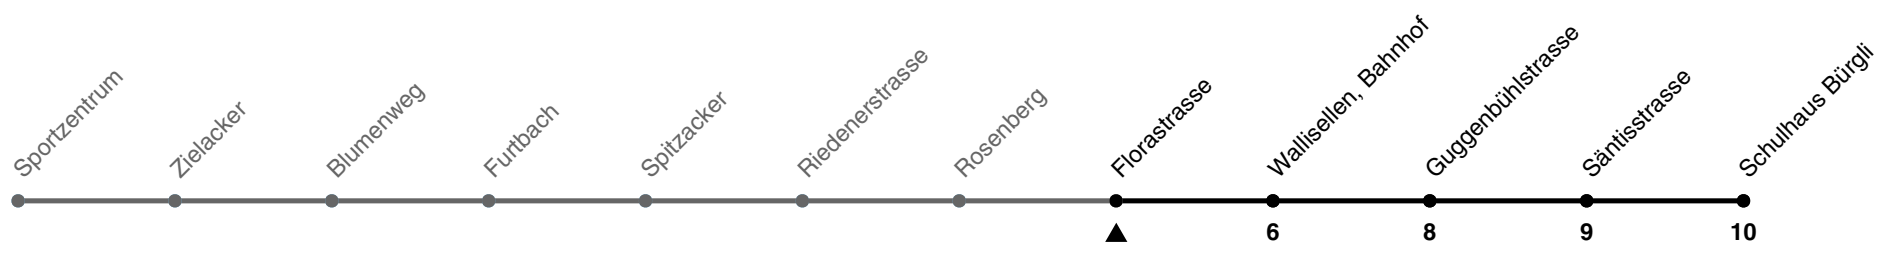 Sportzentrum
Zielacker
Blumenweg
Furtbach
Spitzacker
Riedenerstrasse
Rosenberg
Florastrasse
Wallisellen, Bahnhof
Guggenbühlstrasse
Säntisstrasse
Schulhaus Bürgli
6
8
9
10